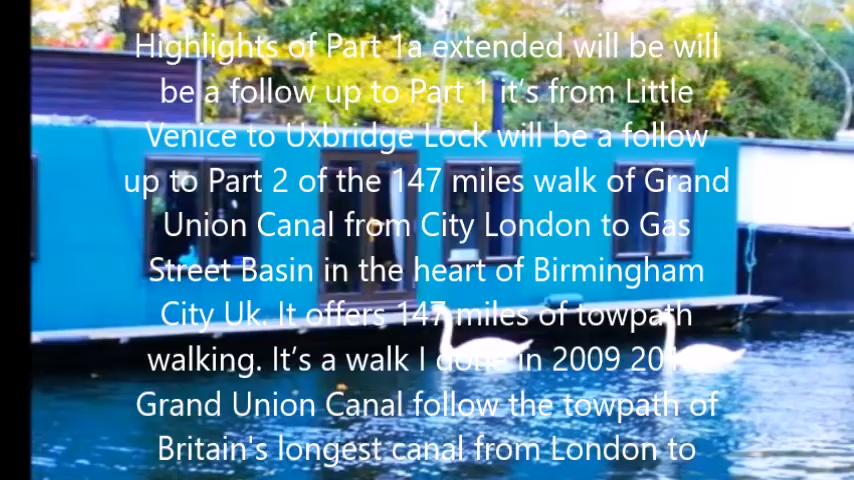 Highlights of Part 1a extended will be will
be a follow up to Part 1 it's from Little
Venice to Uxbridge Lock will be a follow
up to Part 2 of the 147 miles walk of Grand
Union Canal from City London to Gas
Street Basin in the heart of Birmingham
City Uk. It offers 147 miles of towpath
walking. It's a walk I done in 2009
Grand Union Canal follow the towpath of
Britain's longest canal from London to